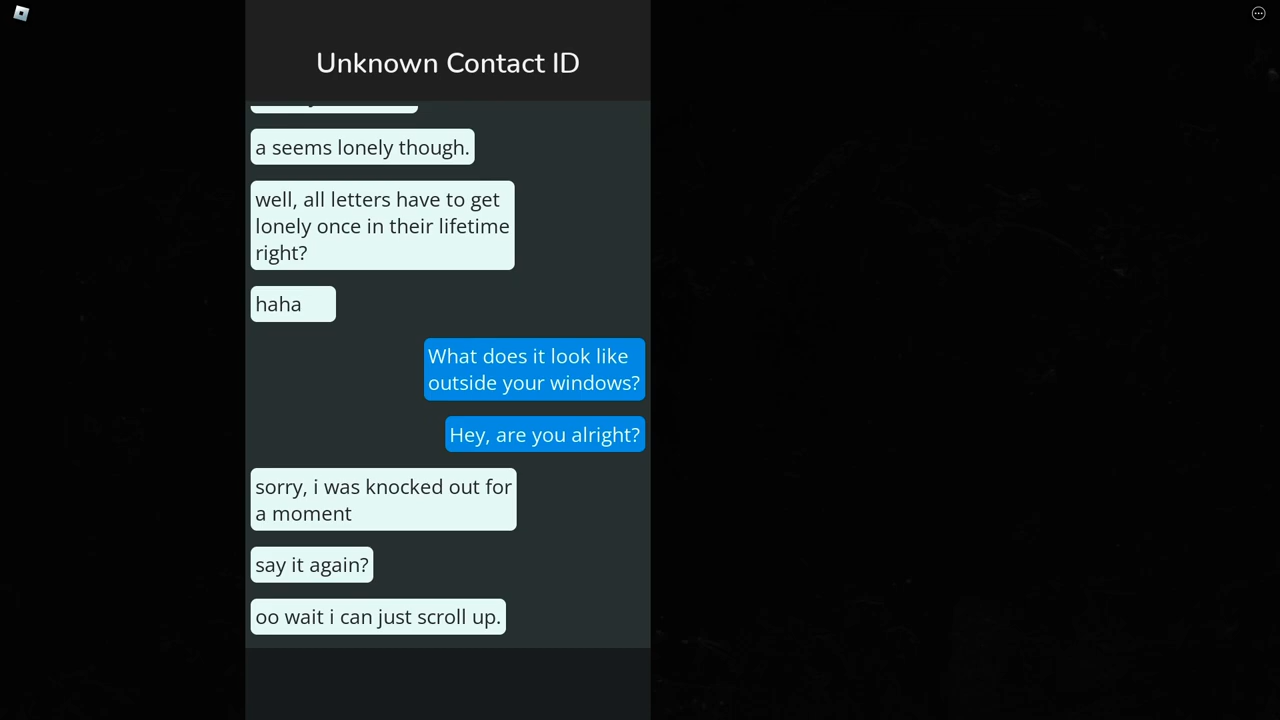 Unknown Contact ID
a seems lonely though.
well, all letters have to get
lonely once in their lifetime
right?
haha
What does it look like
outside your windows?
Hey, are you alright?
sorry, i was knocked out for
a moment
say it again?
oo wait i can just scroll up.